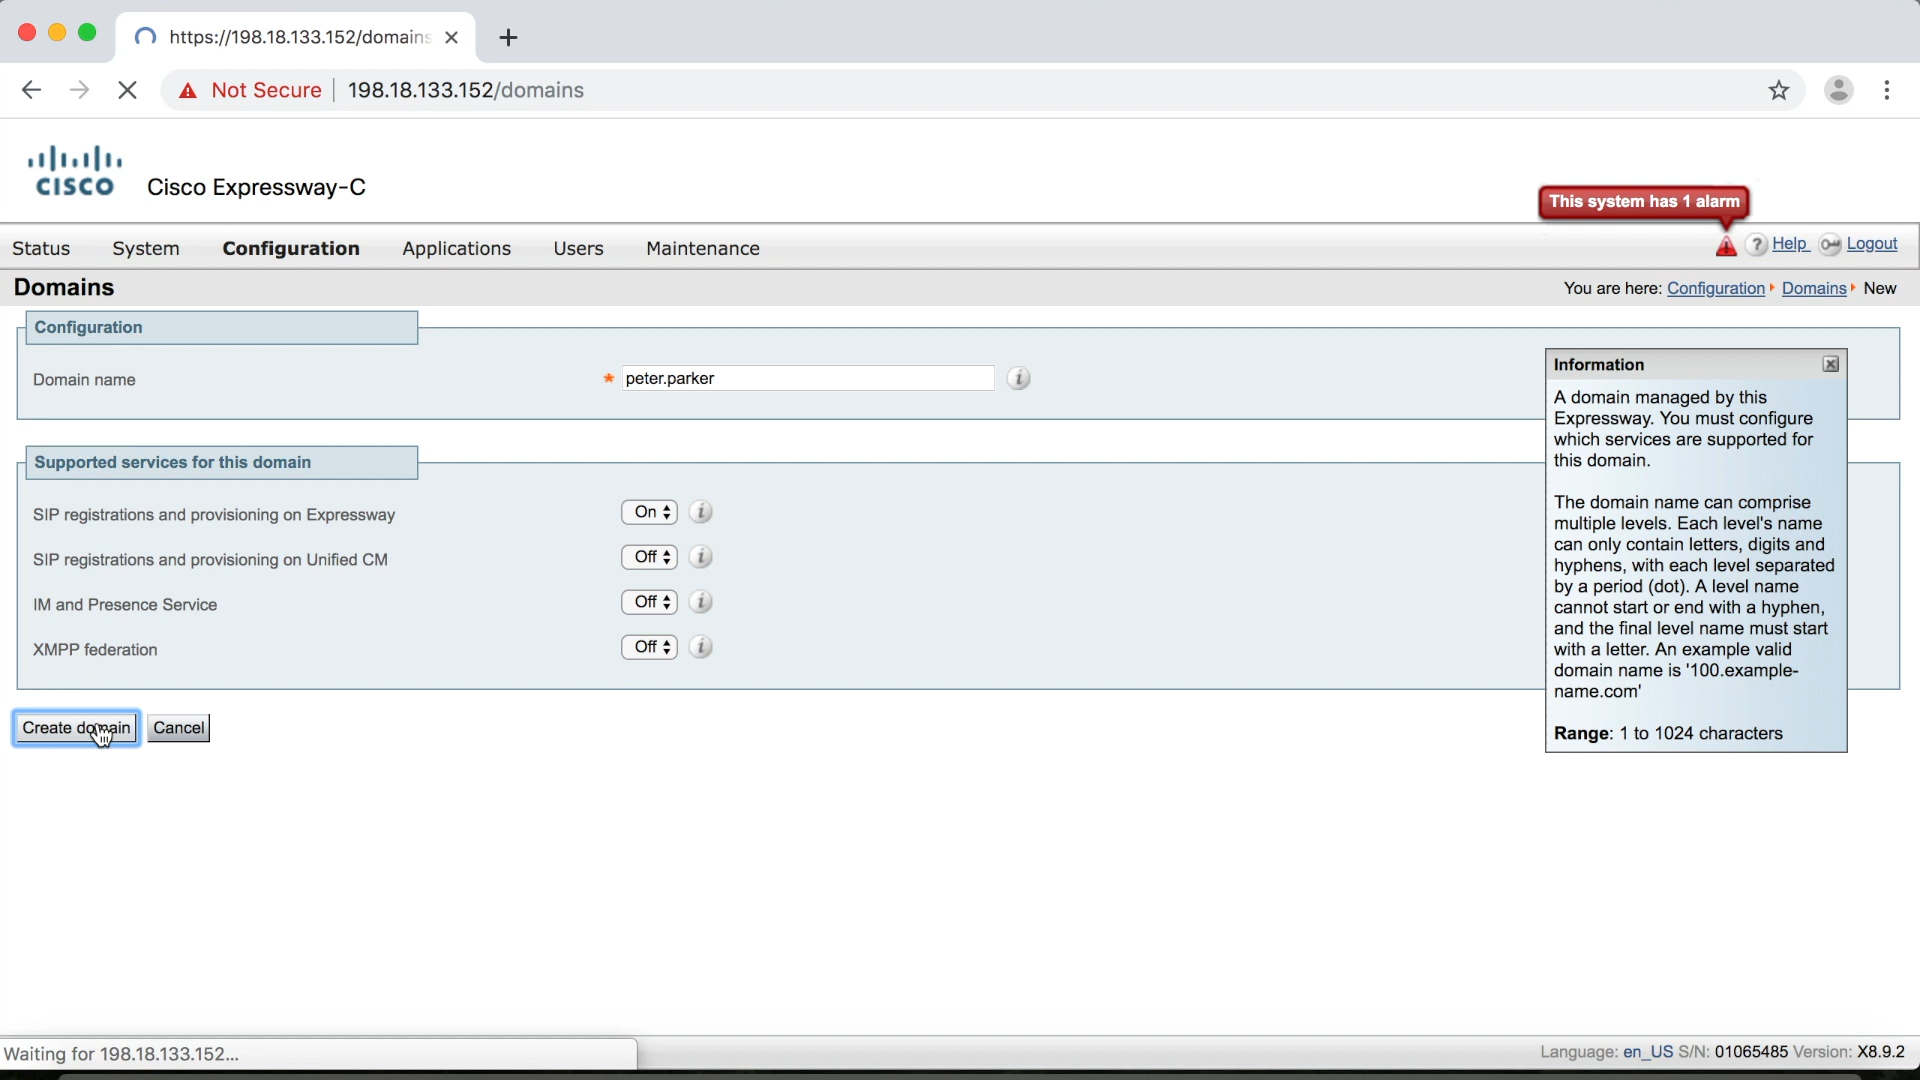 https://198.18.133.152/domains
Not Secure 198.18.133.152/domains
CISCO Cisco Expressway-C
This system has 1 alarm
Status System Configuration Applications Users Maintenance Help Logout
Domains You are here: Configuration Domains New
Configuration
Domain name * peter.parker i
Supported services for this domain
SIP registrations and provisioning on Expressway On i
SIP registrations and provisioning on Unified CM Off i
IM and Presence Service Off i
XMPP federation Off i
Create domain Cancel
Information
A domain managed by this
Expressway. You must configure
which services are supported for
this domain.
The domain name can comprise
multiple levels. Each level's name
can only contain letters, digits and
hyphens, with each level separated
by a period (dot). A level name
cannot start or end with a hyphen,
and the final level name must start
with a letter. An example valid
domain name is '100.example-
name.com'
Range: 1 to 1024 characters
Waiting for 198.18.133.152...
Language: en_US S/N: 01065485 Version: X8.9.2